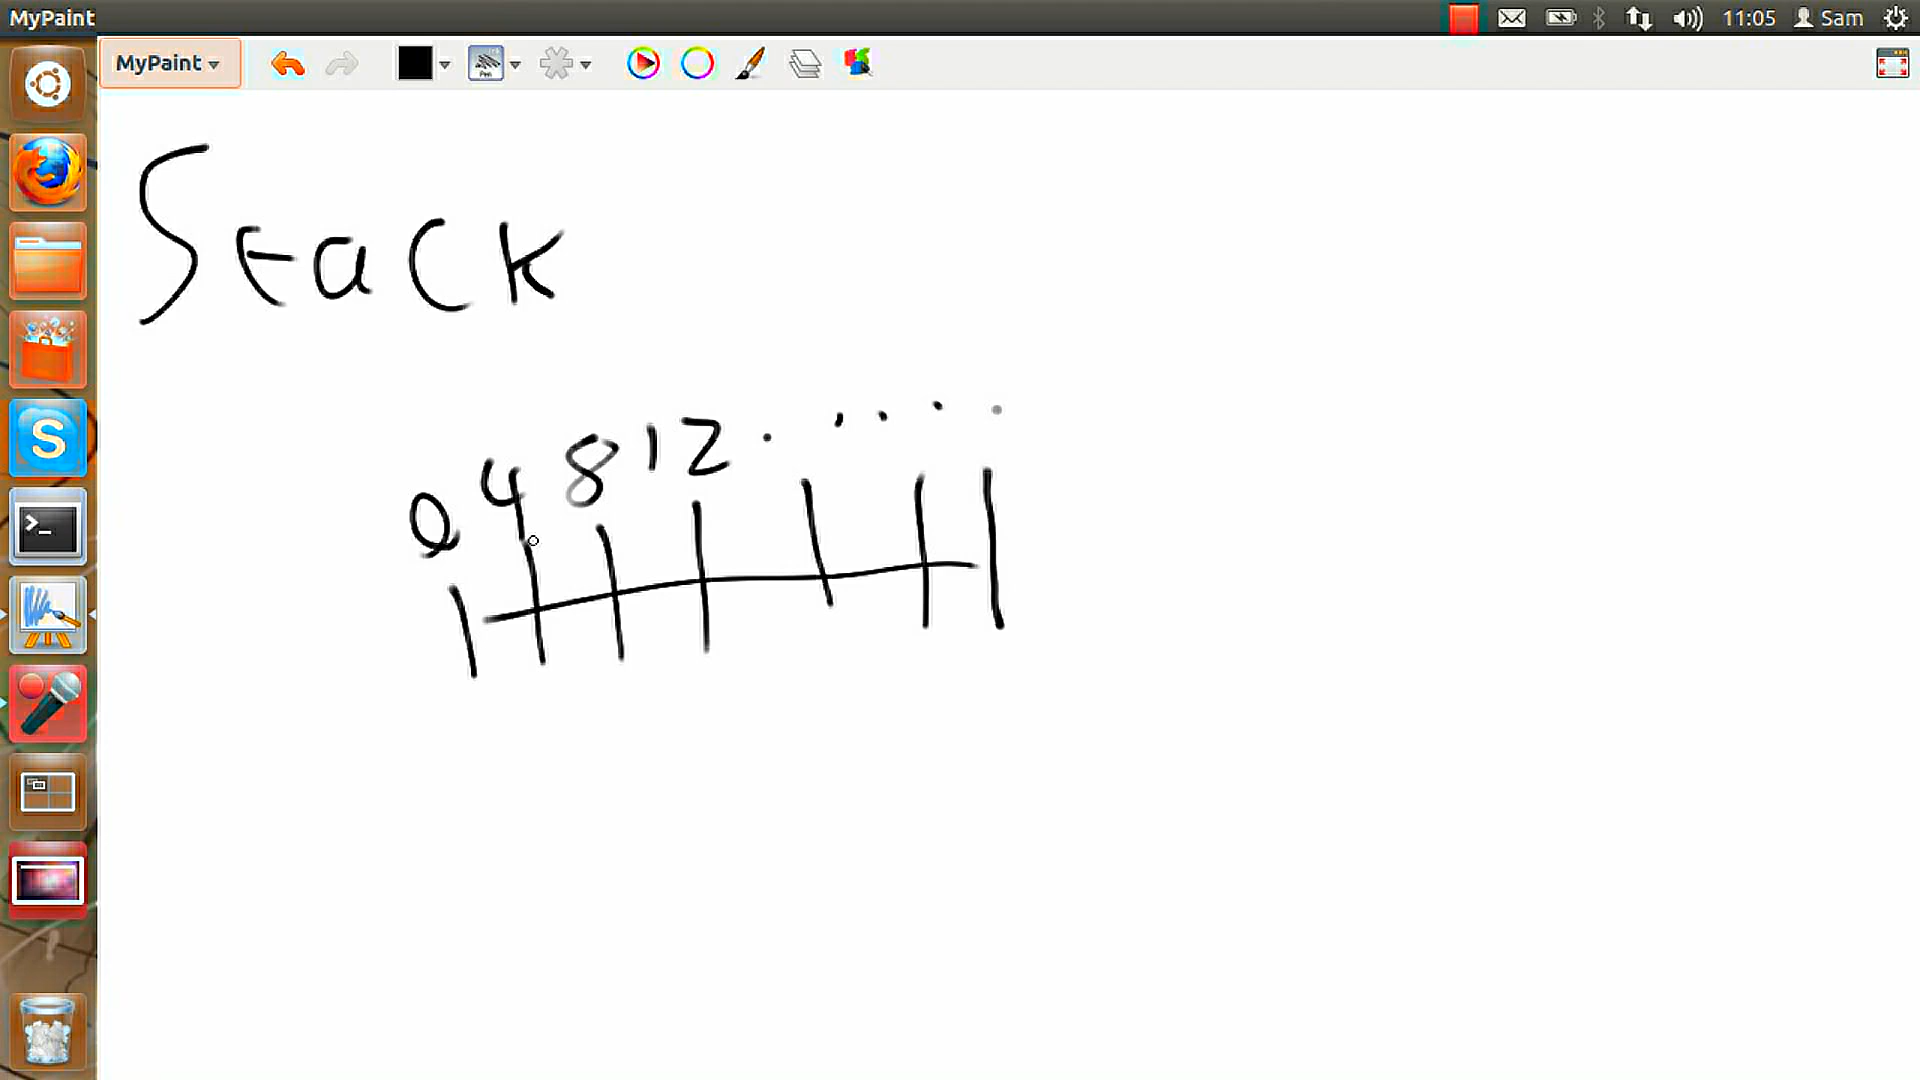 MyPaint 11:05 Sam
MyPaint
Stack
0 4 8 12 . . . . .